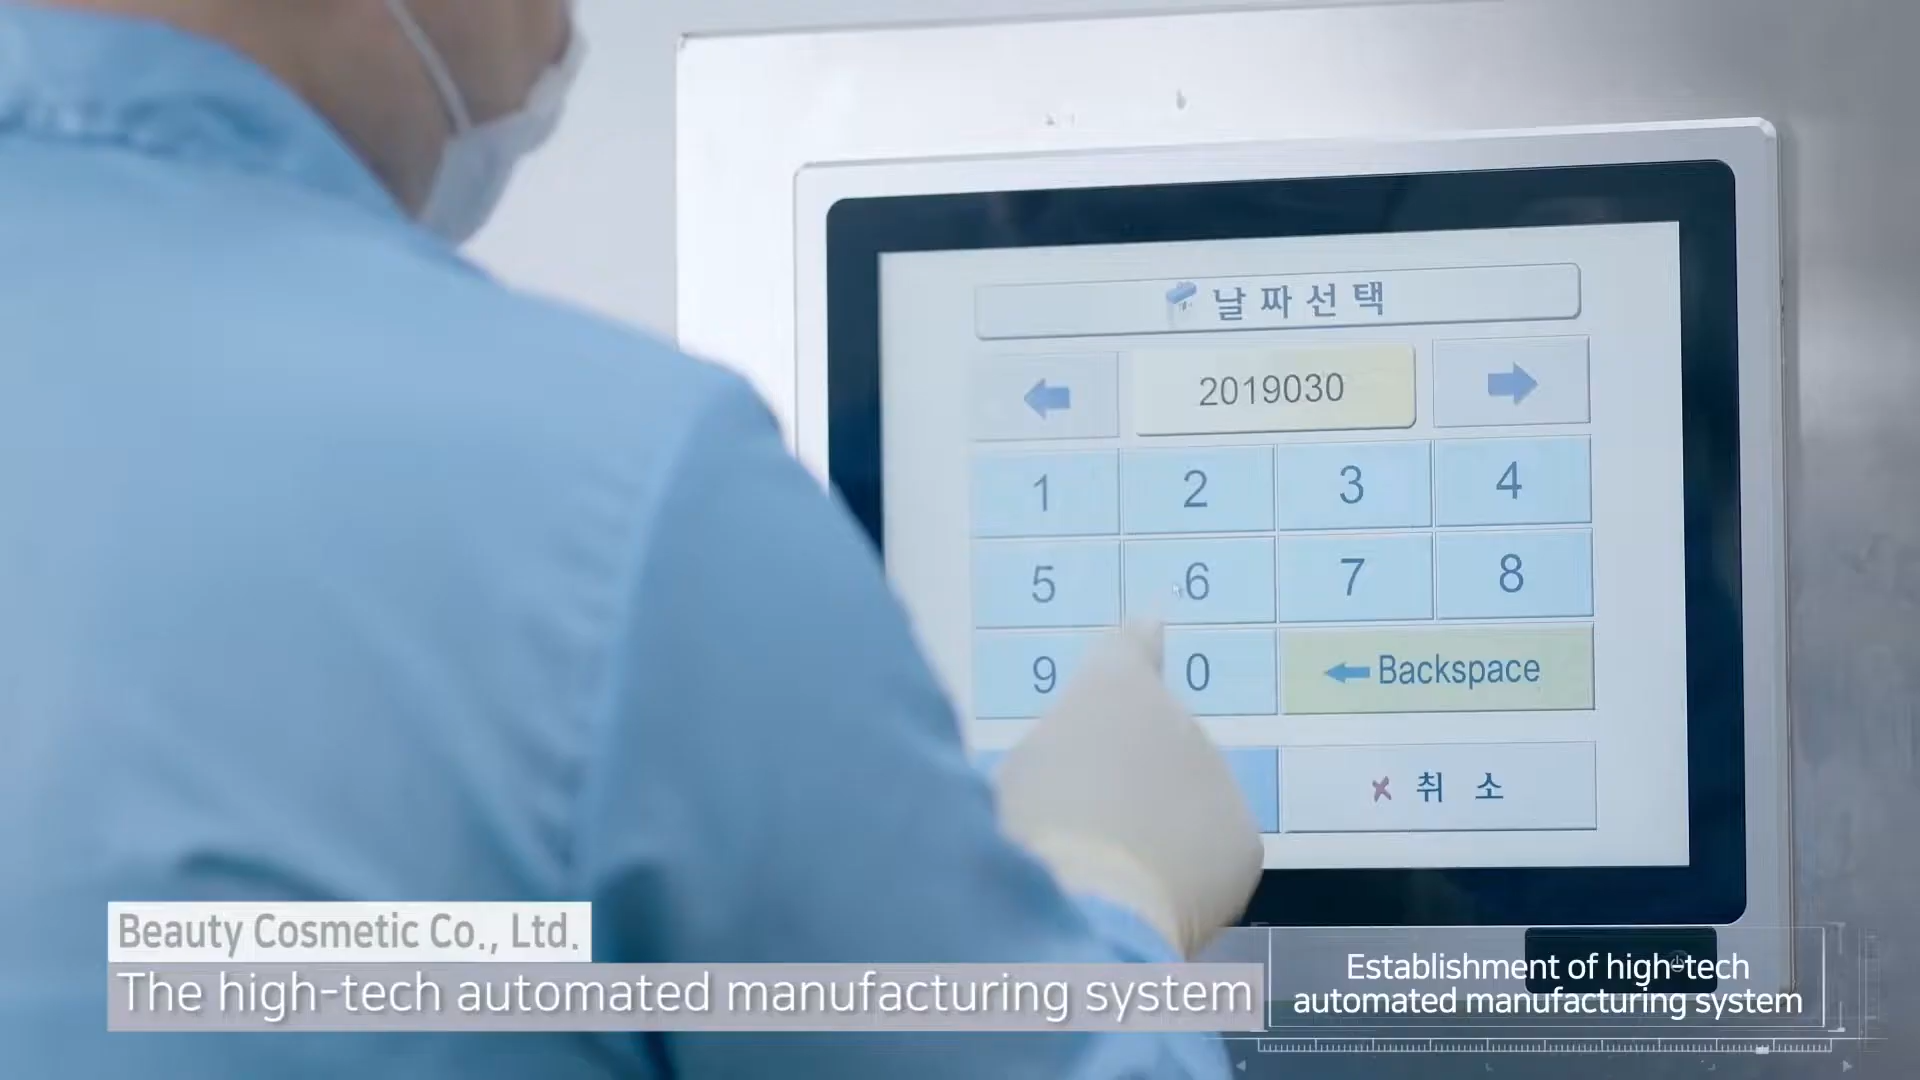 날짜선택
2019030
1 2 3 4
5 6 7 8
9 0 Backspace
취 소
Beauty Cosmetic Co., Ltd.
The high-tech automated manufacturing system
Establishment of high-tech
automated manufacturing system